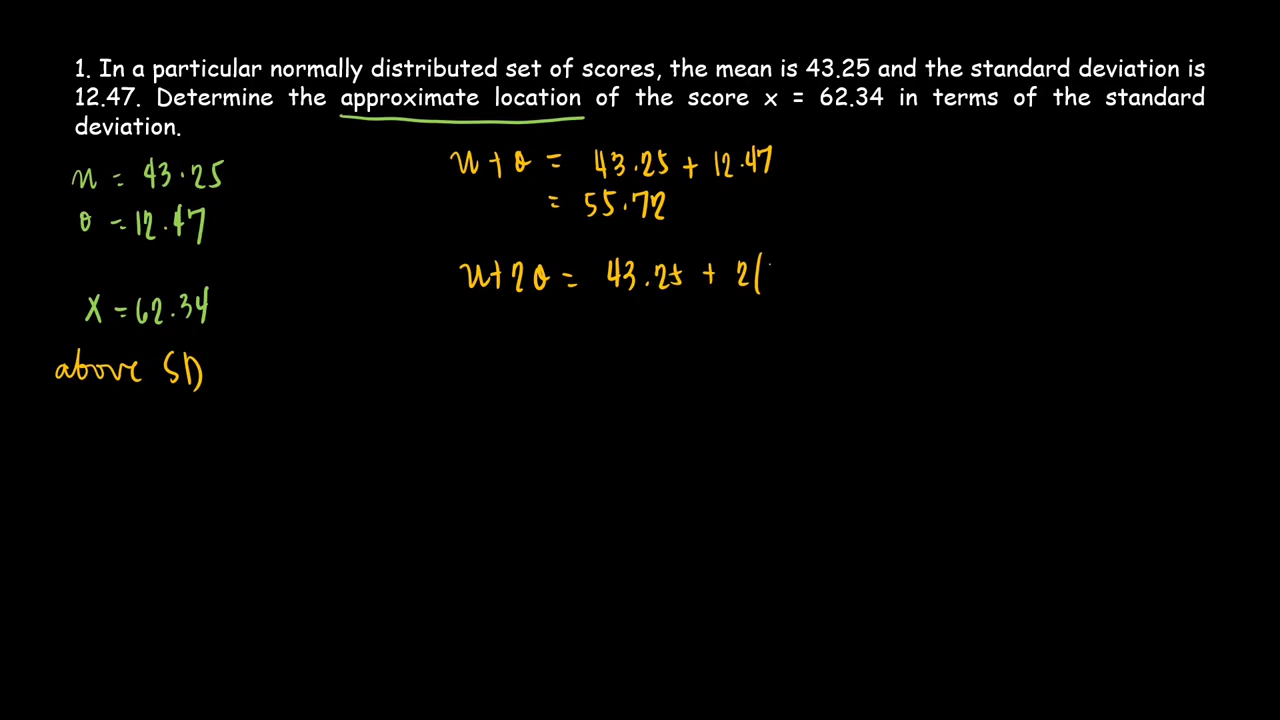 1. In a particular normally distributed set of scores, the mean is 43.25 and the standard deviation is
12.47. Determine the approximate location of the score x = 62.34 in terms of the standard
deviation.
μ = 43.25
σ = 12.47
X = 62.34
above SD
μ + σ = 43.25 + 12.47
= 55.72
μ + 2σ = 43.25 + 2(